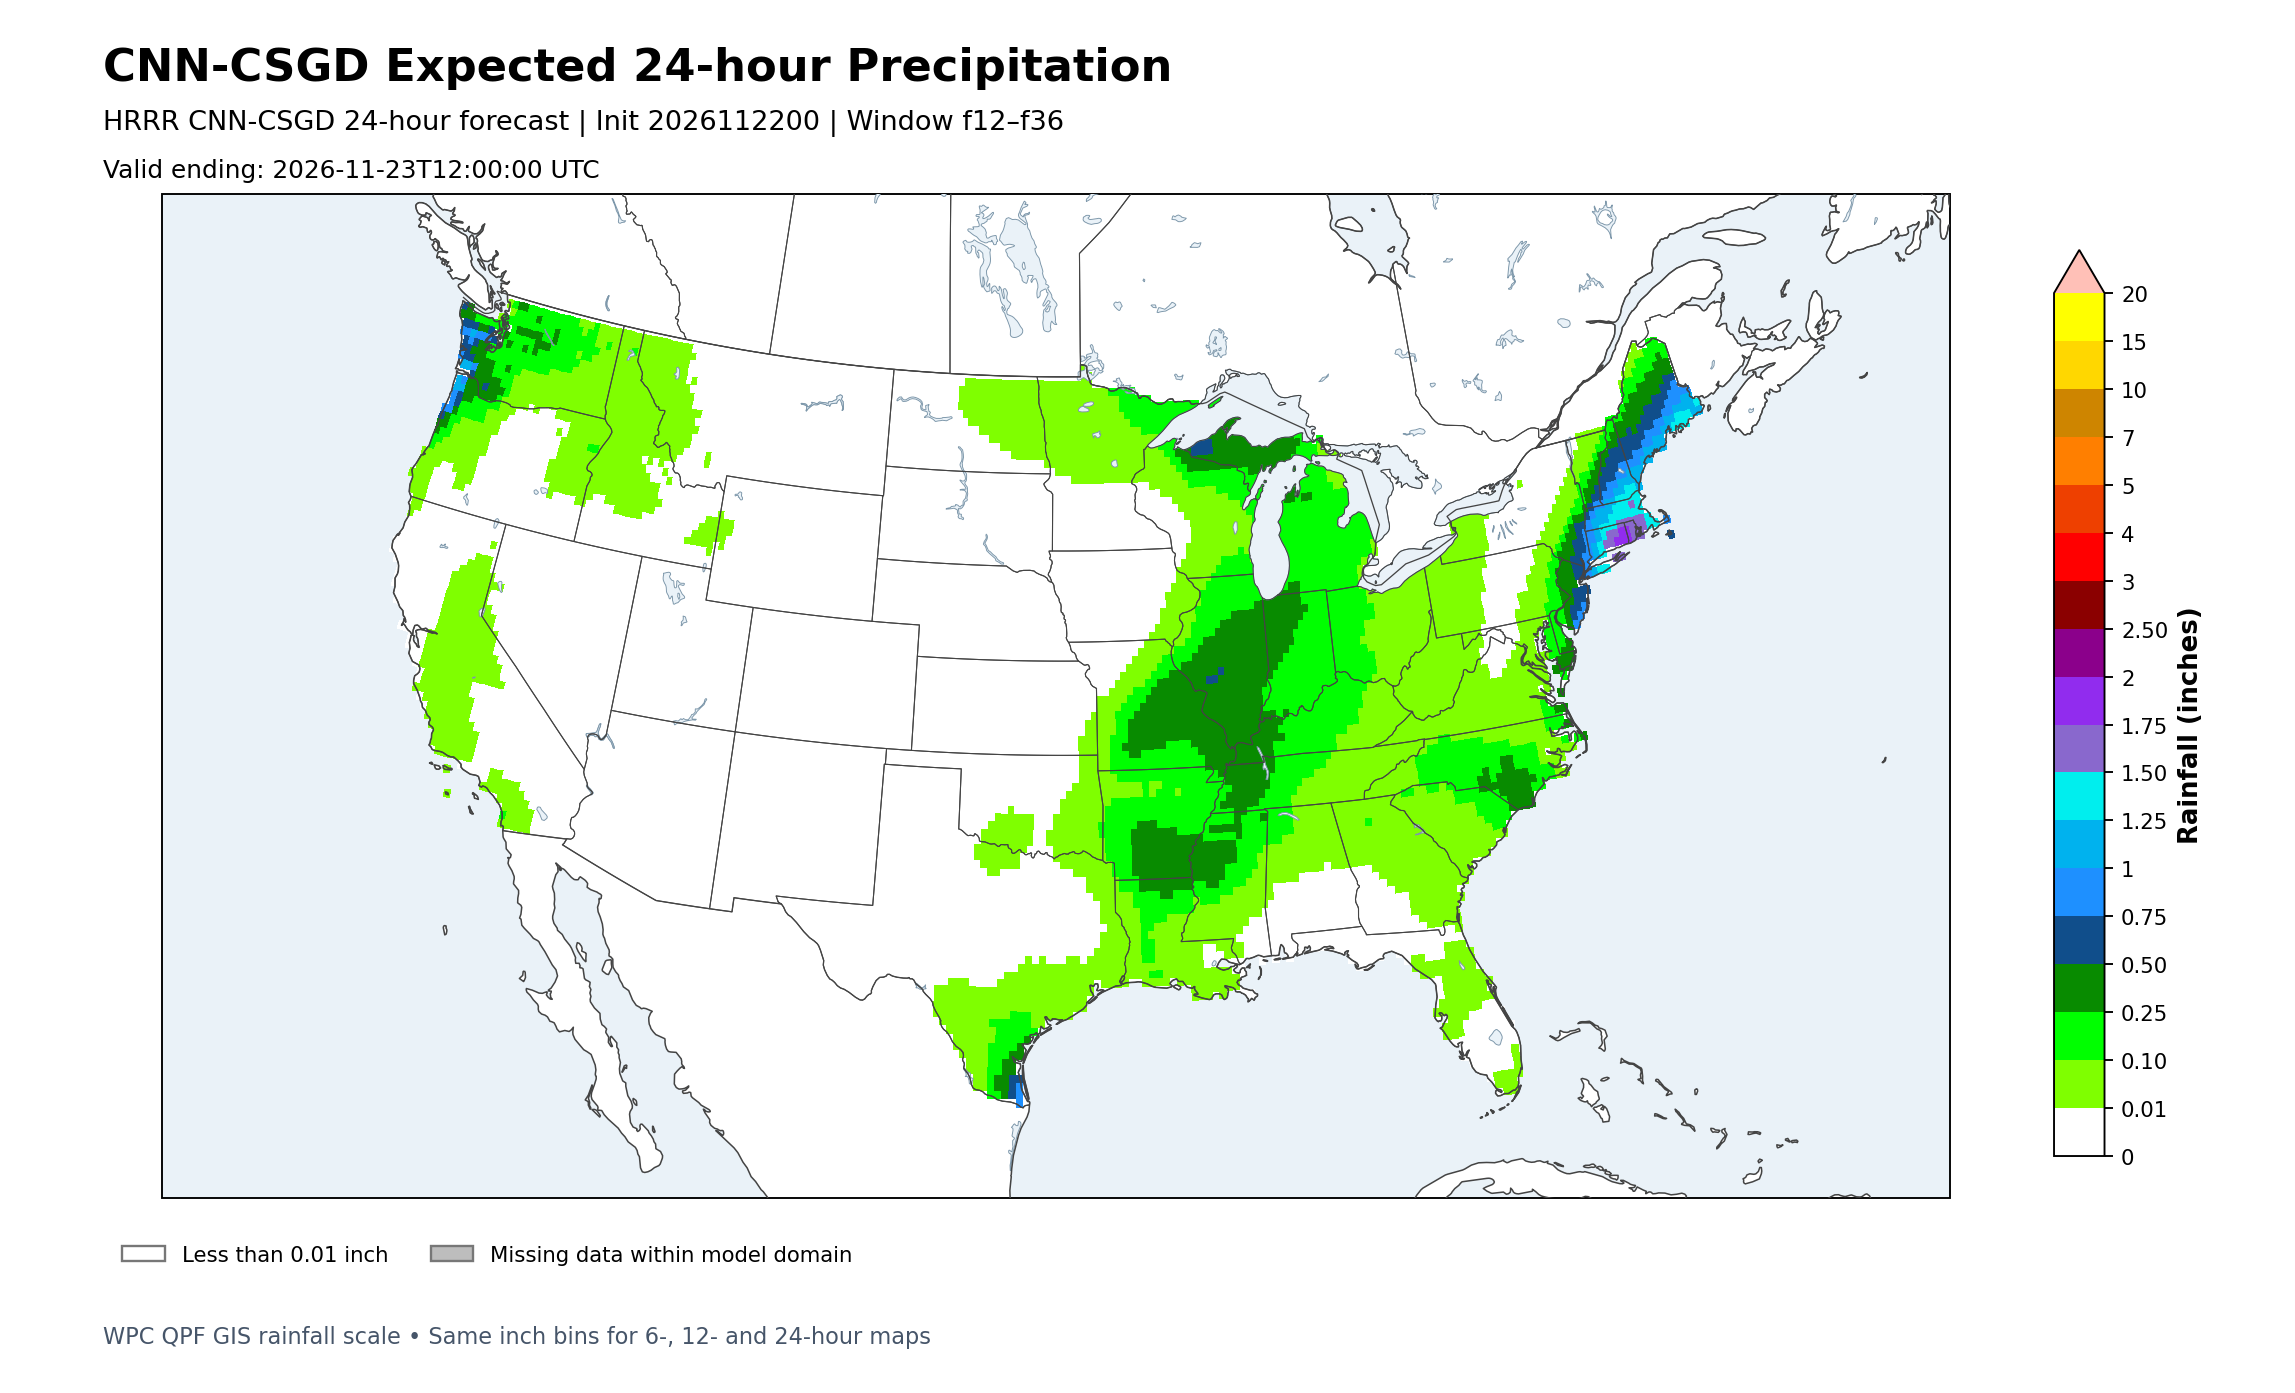 CNN-CSGD Expected 24-hour Precipitation
HRRR CNN-CSGD 24-hour forecast | Init 2026112200 | Window f12–f36
Valid ending: 2026-11-23T12:00:00 UTC
20
15
10
7
5
4
3
2.50
2
1.75
1.50
1.25
1
0.75
0.50
0.25
0.10
0.01
0
Rainfall (inches)
Less than 0.01 inch
Missing data within model domain
WPC QPF GIS rainfall scale • Same inch bins for 6-, 12- and 24-hour maps